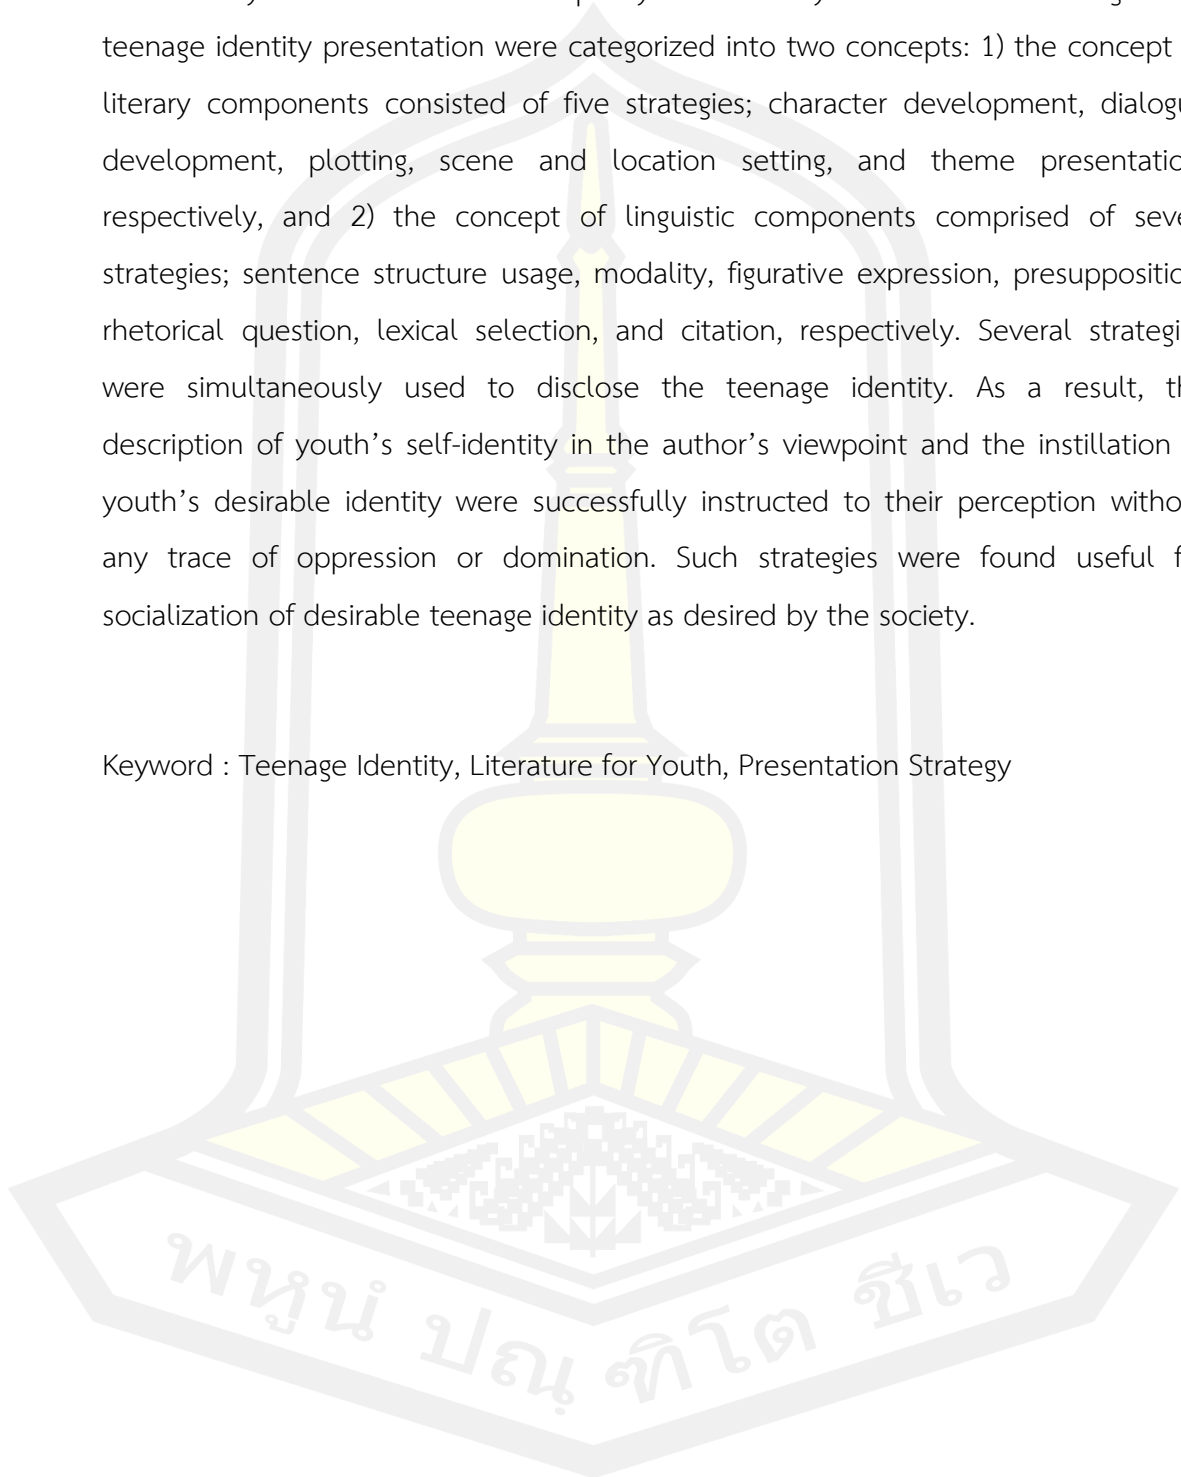 teenage identity presentation were categorized into two concepts: 1) the concept
literary components consisted of five strategies; character development, dialogu
development, plotting, scene and location setting, and theme presentatio
respectively, and 2) the concept of linguistic components comprised of seve
strategies; sentence structure usage, modality, figurative expression, presuppositio
rhetorical question, lexical selection, and citation, respectively. Several strategi
were simultaneously used to disclose the teenage identity. As a result, th
description of youth's self-identity in the author's viewpoint and the instillation
youth's desirable identity were successfully instructed to their perception witho
any trace of oppression or domination. Such strategies were found useful f
socialization of desirable teenage identity as desired by the society.
Keyword : Teenage Identity, Literature for Youth, Presentation Strategy
พหูนํ ปณฺฑิโต ชีเว